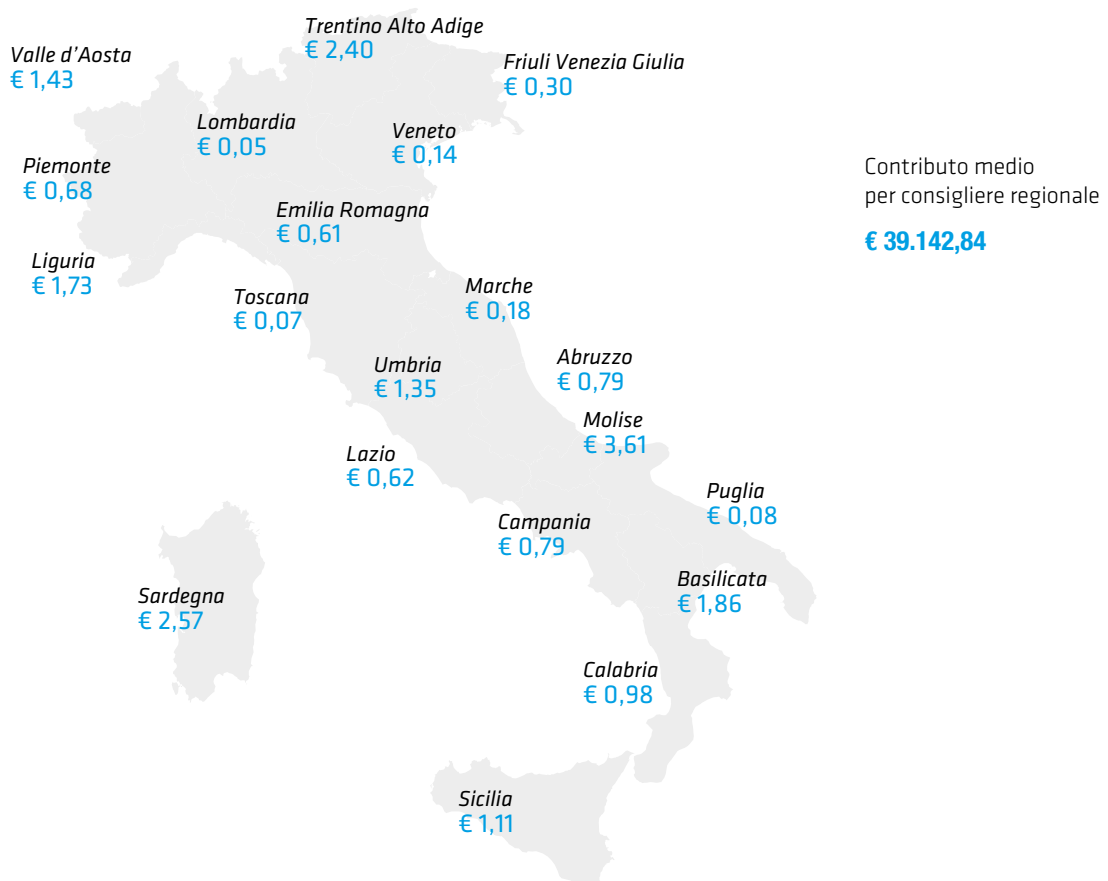 Trentino Alto Adige
€ 2,40
Valle d'Aosta
€ 1,43
Friuli Venezia Giulia
€ 0,30
Lombardia
€ 0,05
Veneto
€ 0,14
Piemonte
€ 0,68
Contributo medio
per consigliere regionale
€ 39.142,84
Emilia Romagna
€ 0,61
Liguria
€ 1,73
Toscana
€ 0,07
Marche
€ 0,18
Umbria
€ 1,35
Abruzzo
€ 0,79
Molise
€ 3,61
Lazio
€ 0,62
Puglia
€ 0,08
Campania
€ 0,79
Basilicata
€ 1,86
Sardegna
€ 2,57
Calabria
€ 0,98
Sicilia
€ 1,11